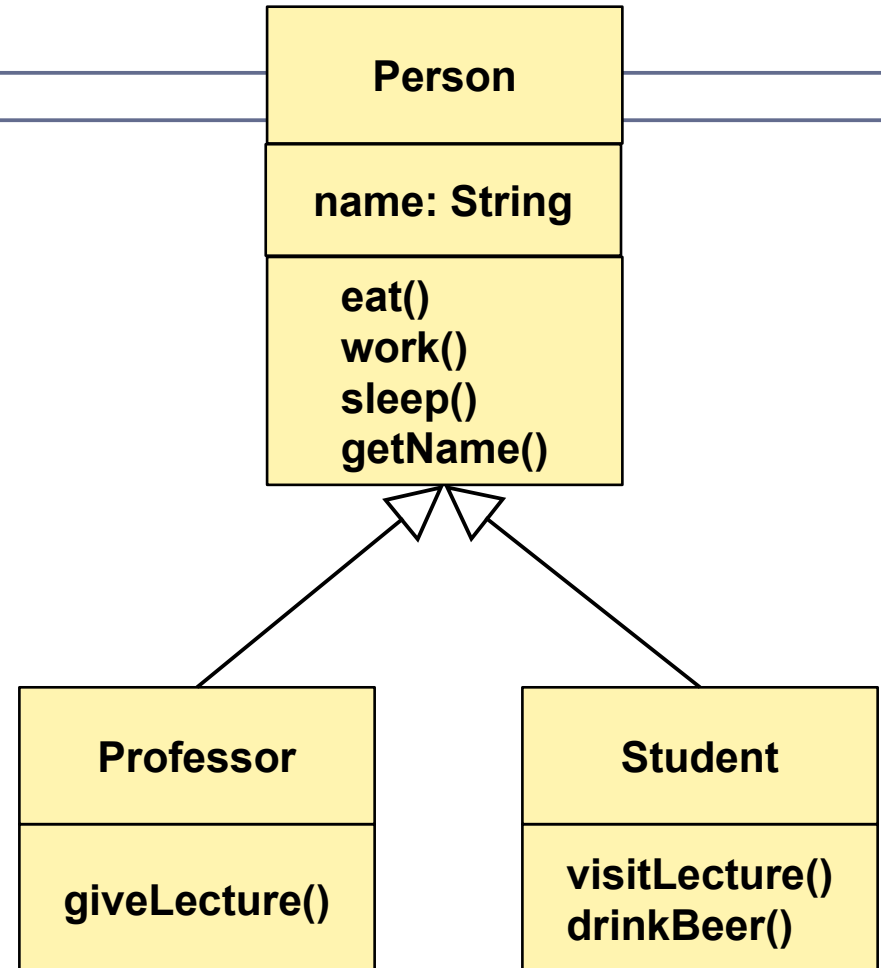 Person
name: String
eat()
work()
sleep()
getName()
Professor
giveLecture()
Student
visitLecture()
drinkBeer()